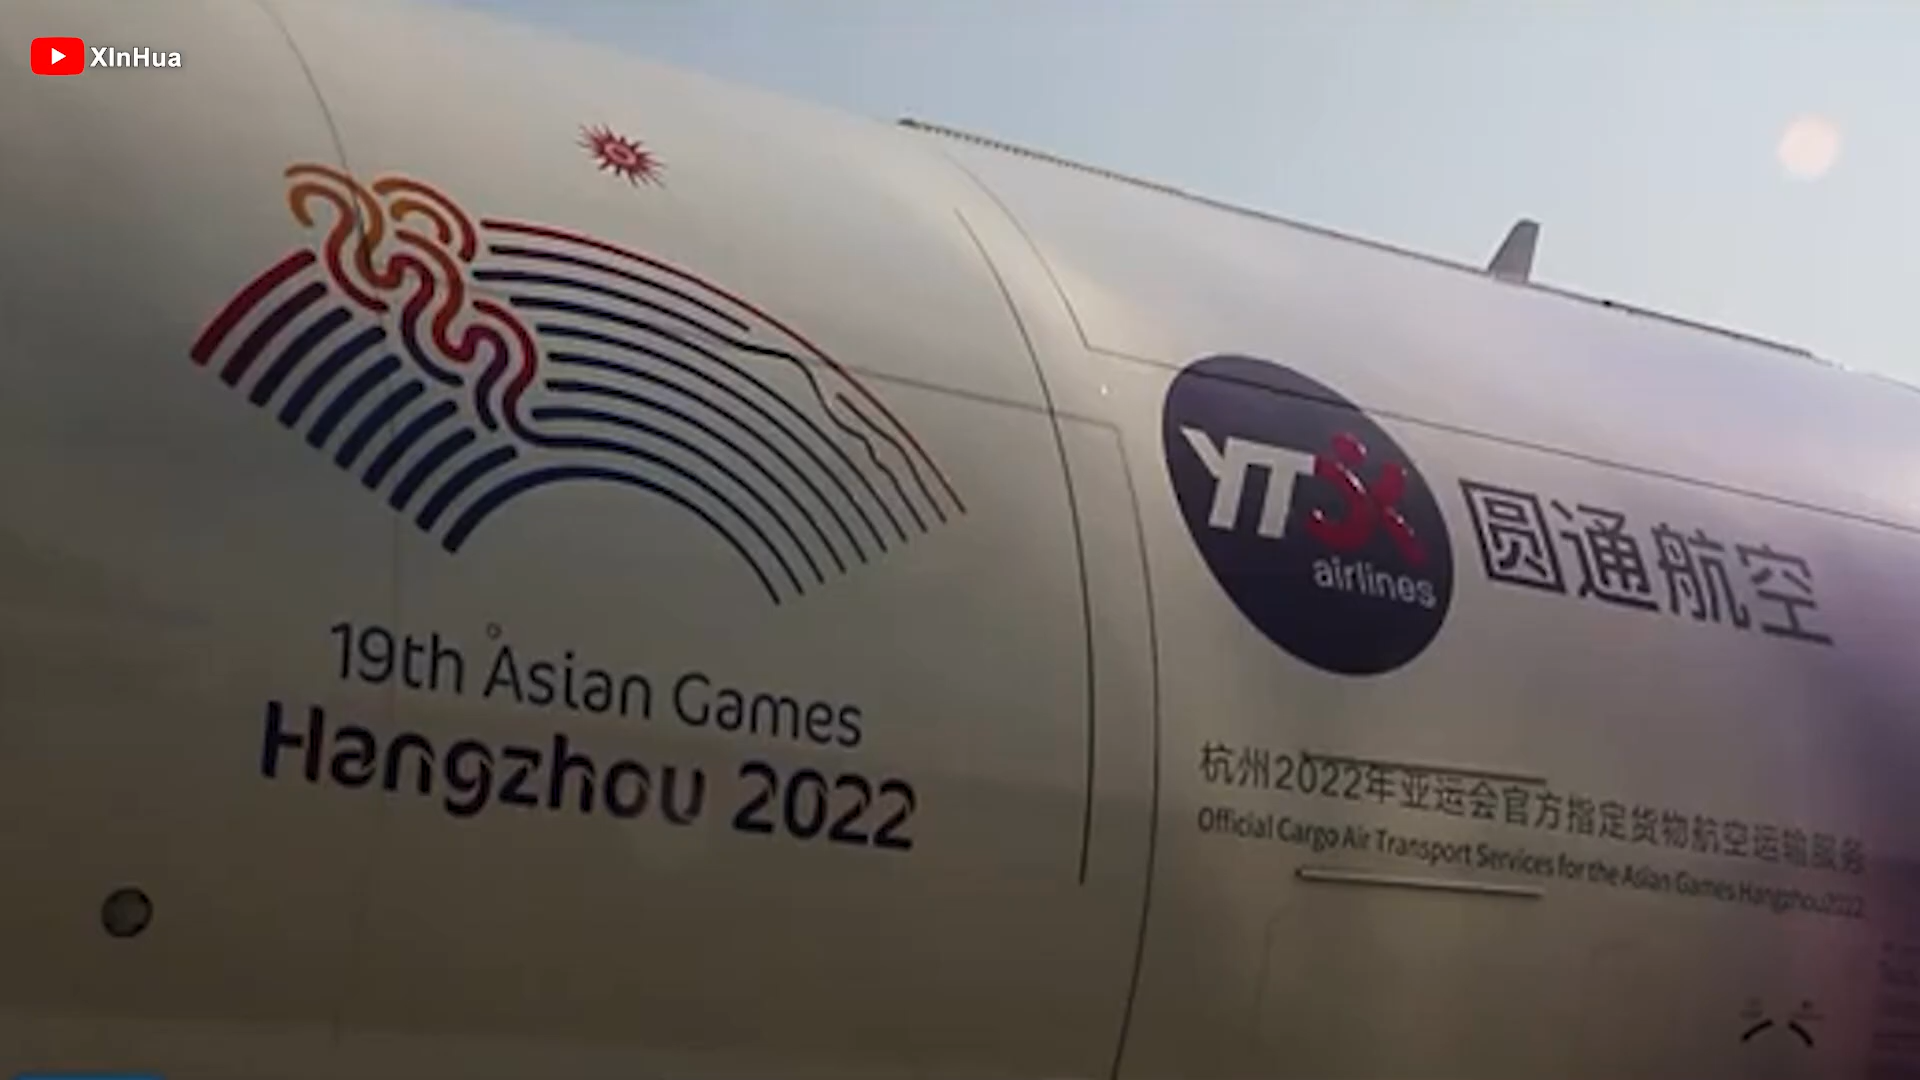 XInHua
19th Asian Games
Hangzhou 2022
YTO
airlines
圆通航空
杭州2022年亚运会官方指定货物航空运输服务
Official Cargo Air Transport Services for the Asian Games Hangzhou 2022